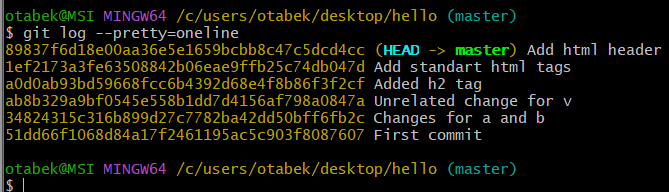 otabek@MSI MINGW64 /c/users/otabek/desktop/hello (master)
$ git log --pretty=oneline
89837f6d18e00aa36e5e1659bcbb8c47c5dcd4cc (HEAD -> master) Add html header
1ef2173a3fe63508842b06eae9ffb25c74db047d Add standart html tags
a0d0ab93bd59668fcc6b4392d68e4f8b86f3f2cf Added h2 tag
ab8b329a9bf0545e558b1dd7d4156af798a0847a Unrelated change for v
34824315c316b899d27c7782ba42dd50bff6fb2c Changes for a and b
51dd66f1068d84a17f2461195ac5c903f8087607 First commit
otabek@MSI MINGW64 /c/users/otabek/desktop/hello (master)
$